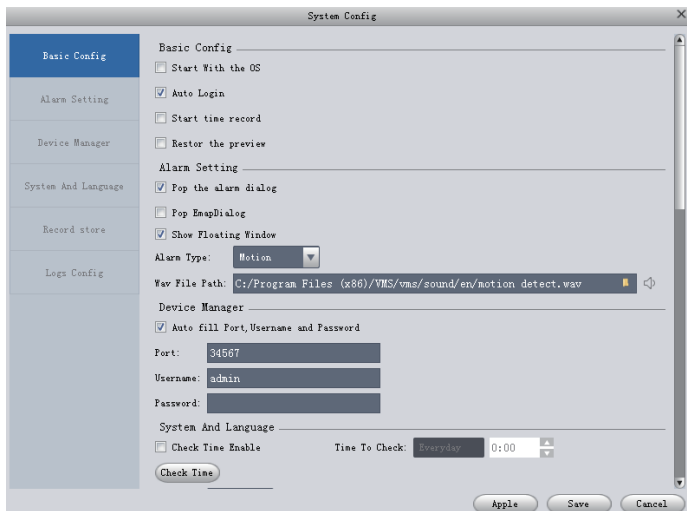 System Config
Basic Config
Alarm Setting
Device Manager
System And Language
Record store
Logs Config
Basic Config
Start With the OS
Auto Login
Start time record
Restor the preview
Alarm Setting
Pop the alarm dialog
Pop EmapDialog
Show Floating Window
Alarm Type: Motion
Wav File Path: C:/Program Files (x86)/VMS/vms/sound/en/motion detect.wav
Device Manager
Auto fill Port,Username and Password
Port: 34567
Username: admin
Password:
System And Language
Check Time Enable Time To Check: Everyday 0:00
Check Time
Apple Save Cancel